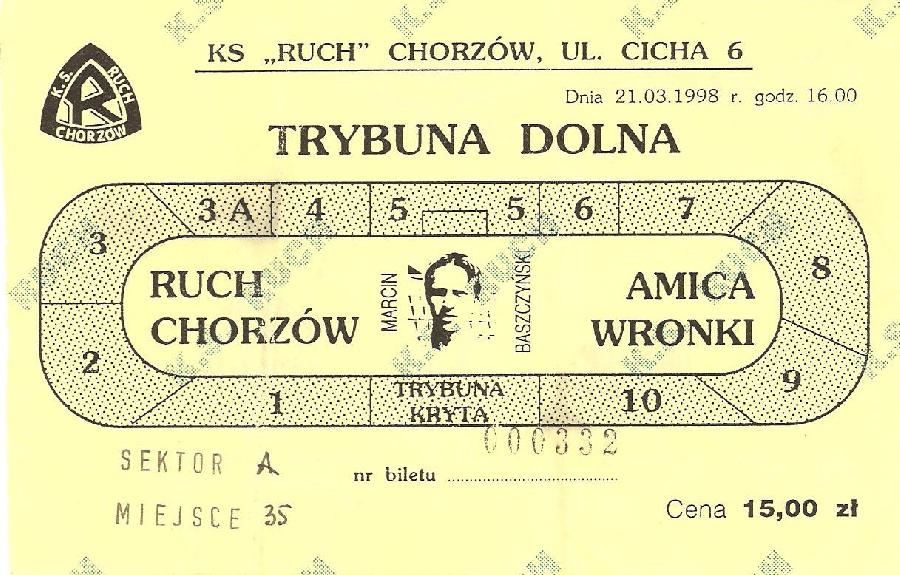 KS „RUCH” CHORZÓW, UL. CICHA 6
K.S. RUCH
CHORZÓW
Dnia 21.03.1998 r. godz. 16.00
TRYBUNA DOLNA
3 A 4 5 5 6 7
3 8
RUCH
CHORZÓW
MARCIN
BASZCZYŃSKI
AMICA
WRONKI
2 9
1 TRYBUNA
KRYTA 10
000332
SEKTOR A
nr biletu
MIEJSCE 35
Cena 15,00 zł